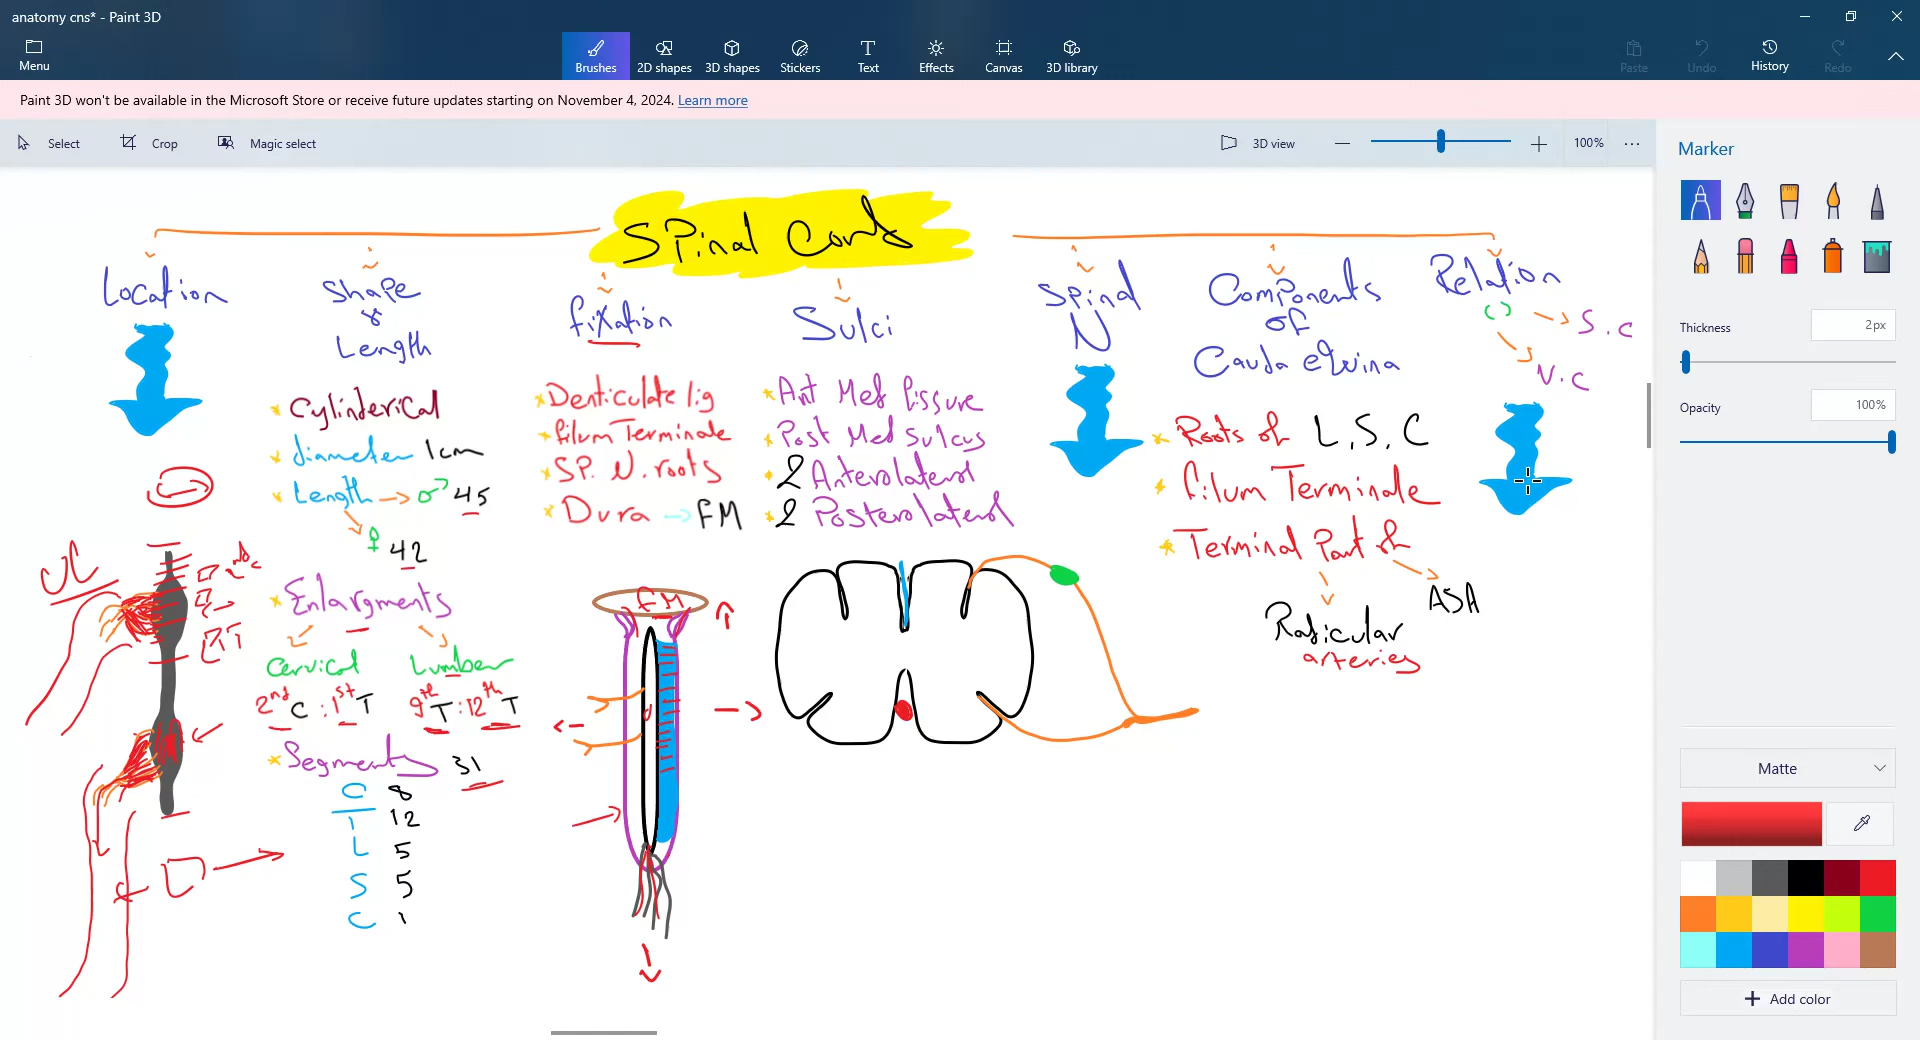 anatomy cns* - Paint 3D
Menu
Brushes
2D shapes
3D shapes
Stickers
Text
Effects
Canvas
3D library
Paste
Undo
History
Redo
Paint 3D won't be available in the Microsoft Store or receive future updates starting on November 4, 2024. Learn more
Select
Crop
Magic select
3D view
100%
Marker
Thickness
2px
Opacity
100%
Matte
Add color
Spinal Cord
Location
Shape
&
Length
Cylinterical
diameter 1cm
Length → ♂ 45
♀ 42
Enlargments
Cervical
Lumber
2nd C : 1st T
9th T : 12th T
Segments 31
C 8
T 12
L 5
S 5
C 1
fixation
Denticulate lig
filum Terminale
SP. N. roots
Dura → FM
FM
Sulci
Ant Med fissure
Post Med Sulcus
2 Anterolateral
2 Posterolateral
Spinal
N
Components
of
Cauda equina
Roots of L, S, C
filum Terminale
Terminal Part of
ASA
Radicular
arteries
Relation
S.C
V.C